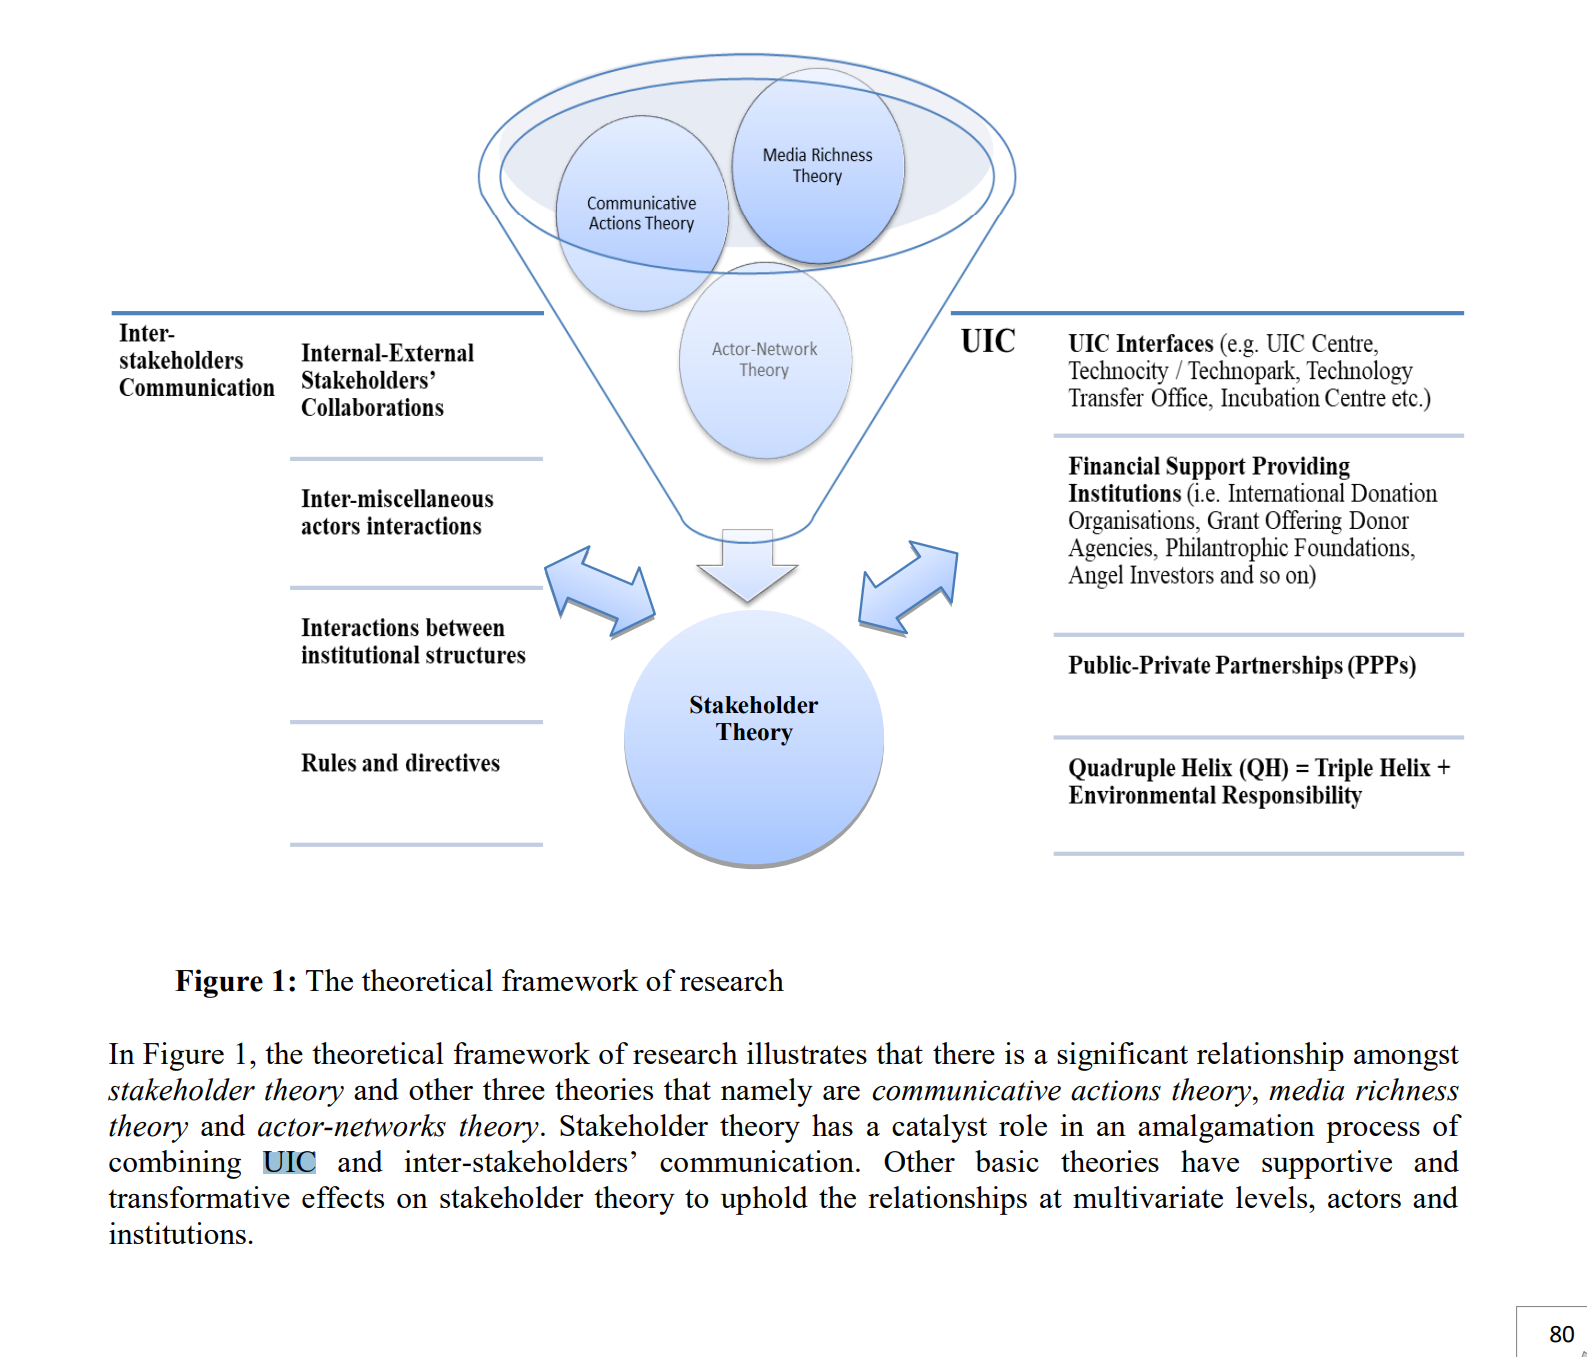 Media Richness
Theory
Communicative
Actions Theory
Actor-Network
Theory
Inter-
stakeholders
Communication
Internal-External
Stakeholders’
Collaborations
Inter-miscellaneous
actors interactions
Interactions between
institutional structures
Rules and directives
Stakeholder
Theory
UIC
UIC Interfaces (e.g. UIC Centre,
Technocity / Technopark, Technology
Transfer Office, Incubation Centre etc.)
Financial Support Providing
Institutions (i.e. International Donation
Organisations, Grant Offering Donor
Agencies, Philantrophic Foundations,
Angel Investors and so on)
Public-Private Partnerships (PPPs)
Quadruple Helix (QH) = Triple Helix +
Environmental Responsibility
Figure 1: The theoretical framework of research
In Figure 1, the theoretical framework of research illustrates that there is a significant relationship amongst
stakeholder theory and other three theories that namely are communicative actions theory, media richness
theory and actor-networks theory. Stakeholder theory has a catalyst role in an amalgamation process of
combining UIC and inter-stakeholders’ communication. Other basic theories have supportive and
transformative effects on stakeholder theory to uphold the relationships at multivariate levels, actors and
institutions.
80